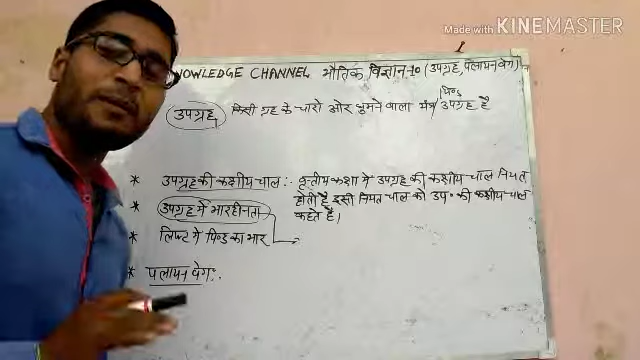 Made with KINEMASTER
KNOWLEDGE CHANNEL भौतिक विज्ञान-10 (उपग्रह, पलायन वेग)
उपग्रह किसी ग्रह के चारो ओर घुमने वाला यंत्र/पिण्ड उपग्रह है
* उपग्रह की कक्षीय चाल :- वृत्तीय कक्षा मे उपग्रह की कक्षीय चाल नियत
होती है इसी नियत चाल को उप॰ की कक्षीय चाल
कहते है।
* उपग्रह मे भारहीनता
* लिफ्ट मे पिण्ड का भार
* पलायन वेग:-